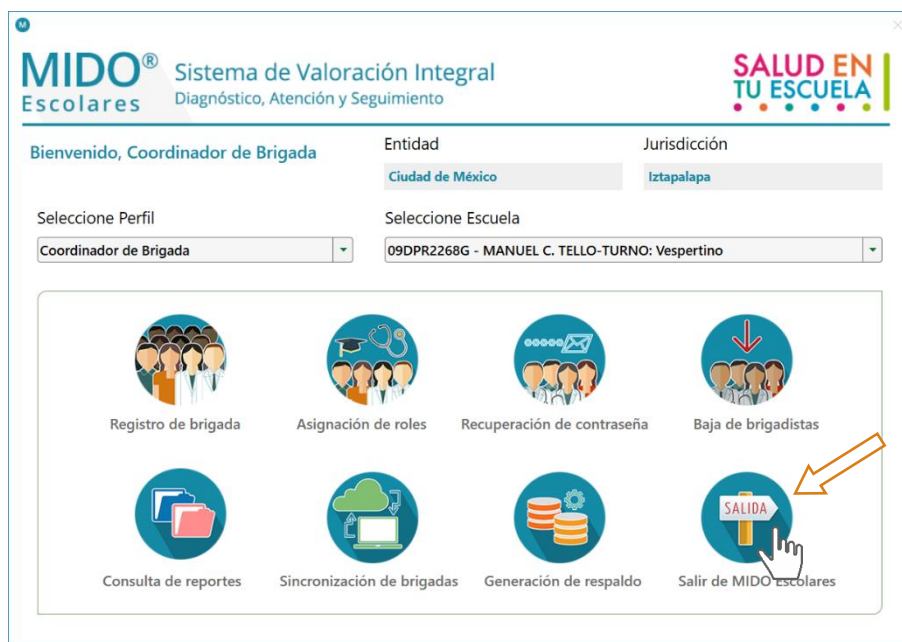 M
MIDO®
Escolares
Sistema de Valoración Integral
Diagnóstico, Atención y Seguimiento
SALUD EN
TU ESCUELA
Bienvenido, Coordinador de Brigada
Entidad
Jurisdicción
Ciudad de México
Iztapalapa
Seleccione Perfil
Seleccione Escuela
Coordinador de Brigada
09DPR2268G - MANUEL C. TELLO-TURNO: Vespertino
Registro de brigada
Asignación de roles
Recuperación de contraseña
Baja de brigadistas
SALIDA
Consulta de reportes
Sincronización de brigadas
Generación de respaldo
Salir de MIDO Escolares